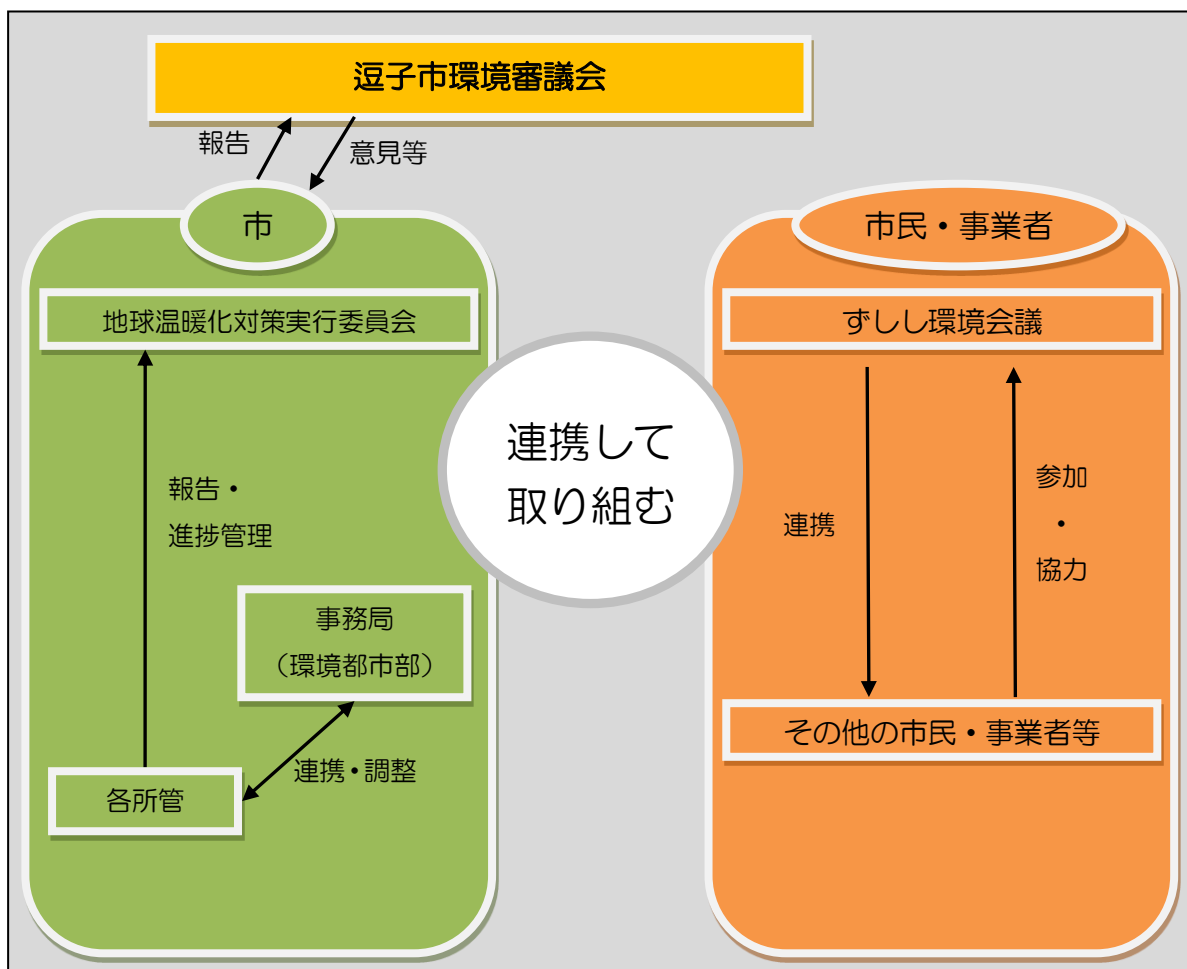 逗子市環境審議会
報告
意見等
市
地球温暖化対策実行委員会
報告・
進捗管理
事務局
（環境都市部）
連携・調整
各所管
連携して
取り組む
市民・事業者
ずしし環境会議
連携
参加
・
協力
その他の市民・事業者等